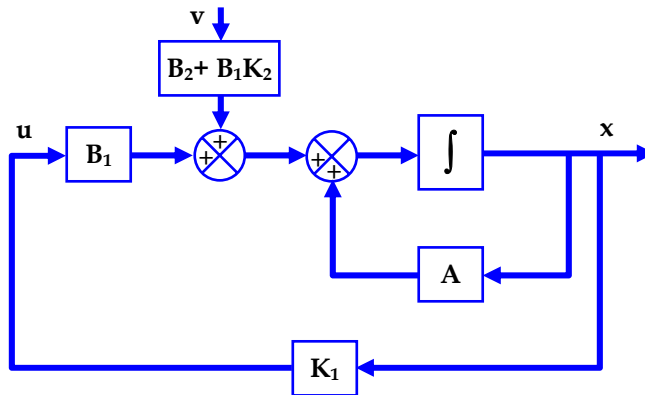 v
B₂+ B₁K₂
u
x
B₁
+
+
+
+
∫
A
K₁